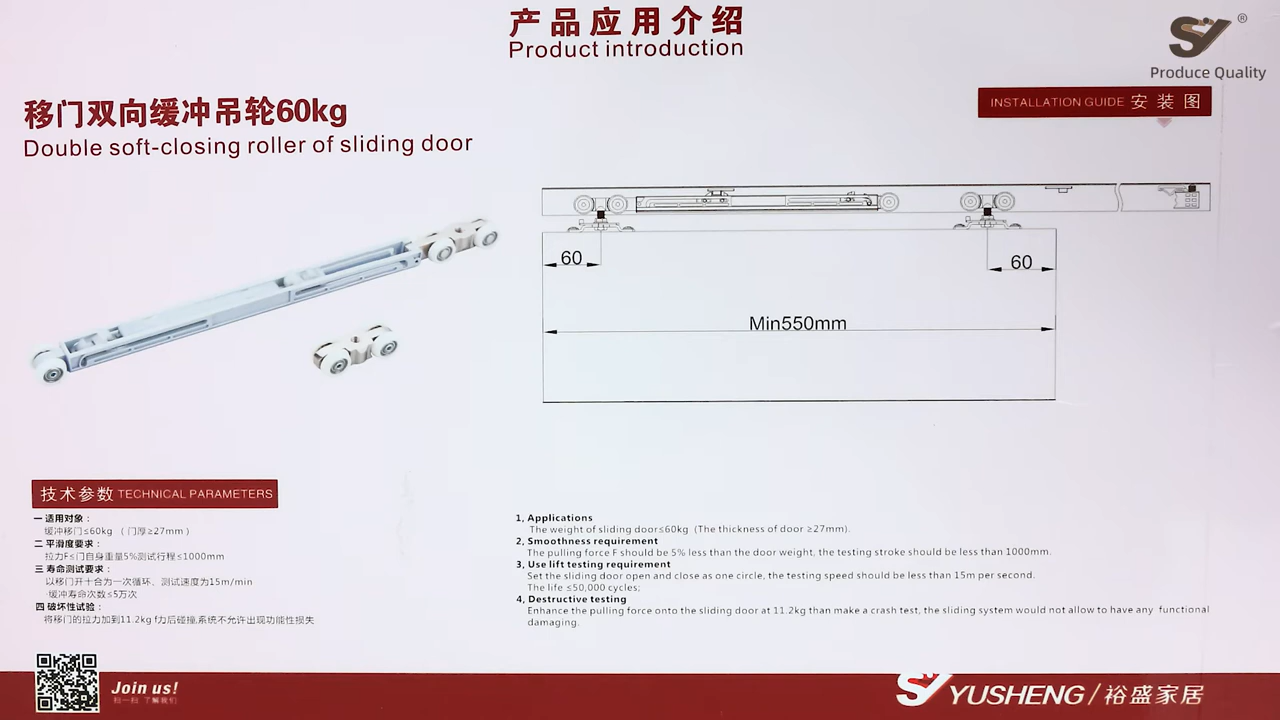 产品应用介绍
Product introduction
SY®
Produce Quality
移门双向缓冲吊轮60kg
Double soft-closing roller of sliding door
INSTALLATION GUIDE 安装图
60
60
Min550mm
技术参数 TECHNICAL PARAMETERS
一 适用对象：
缓冲移门≤60kg （门厚≥27mm）
二 平滑度要求：
拉力F≤门自身重量5%测试行程≤1000mm
三 寿命测试要求：
以移门开十合为一次循环、测试速度为15m/min
·缓冲寿命次数≤5万次
四 破坏性试验：
将移门的拉力加到11.2kg f力后碰撞,系统不允许出现功能性损失
1, Applications
The weight of sliding door≤60kg (The thickness of door ≥27mm).
2, Smoothness requirement
The pulling force F should be 5% less than the door weight, the testing stroke should be less than 1000mm.
3, Use lift testing requirement
Set the sliding door open and close as one circle, the testing speed should be less than 15m per second.
The life ≤50,000 cycles;
4, Destructive testing
Enhance the pulling force onto the sliding door at 11.2kg than make a crash test, the sliding system would not allow to have any functional
damaging.
Join us!
扫一扫 了解我们
SY YUSHENG/裕盛家居